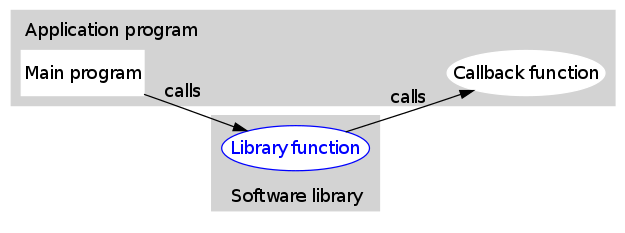 Application program
Main program
Callback function
calls
calls
Library function
Software library